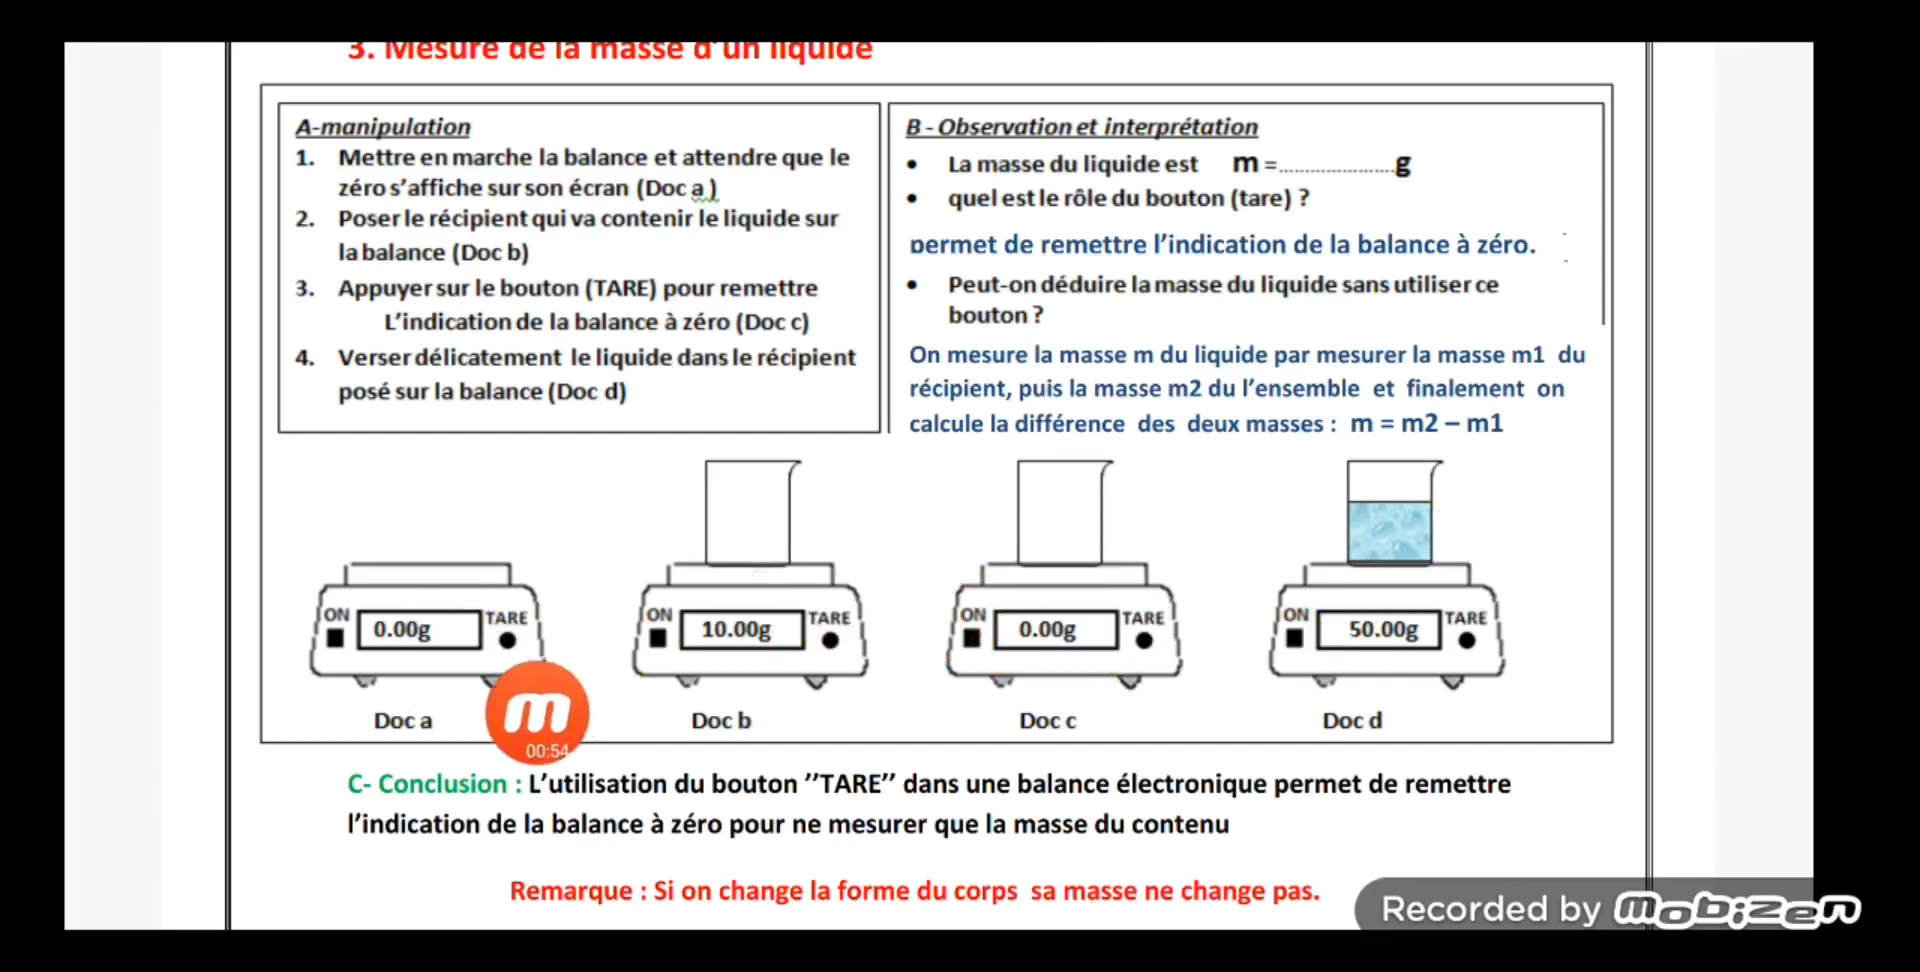 3. Mesure de la masse d'un liquide
A-manipulation
1. Mettre en marche la balance et attendre que le
zéro s'affiche sur son écran (Doc a )
2. Poser le récipient qui va contenir le liquide sur
la balance (Doc b)
3. Appuyer sur le bouton (TARE) pour remettre
L'indication de la balance à zéro (Doc c)
4. Verser délicatement le liquide dans le récipient
posé sur la balance (Doc d)
B - Observation et interprétation
• La masse du liquide est m =.....................g
• quel est le rôle du bouton (tare) ?
permet de remettre l'indication de la balance à zéro.
• Peut-on déduire la masse du liquide sans utiliser ce
bouton ?
On mesure la masse m du liquide par mesurer la masse m1 du
récipient, puis la masse m2 du l'ensemble et finalement on
calcule la différence des deux masses : m = m2 – m1
ON 0.00g TARE
ON 10.00g TARE
ON 0.00g TARE
ON 50.00g TARE
Doc a
Doc b
Doc c
Doc d
m
00:54
C- Conclusion : L'utilisation du bouton ''TARE'' dans une balance électronique permet de remettre
l'indication de la balance à zéro pour ne mesurer que la masse du contenu
Remarque : Si on change la forme du corps sa masse ne change pas.
Recorded by Mobizen